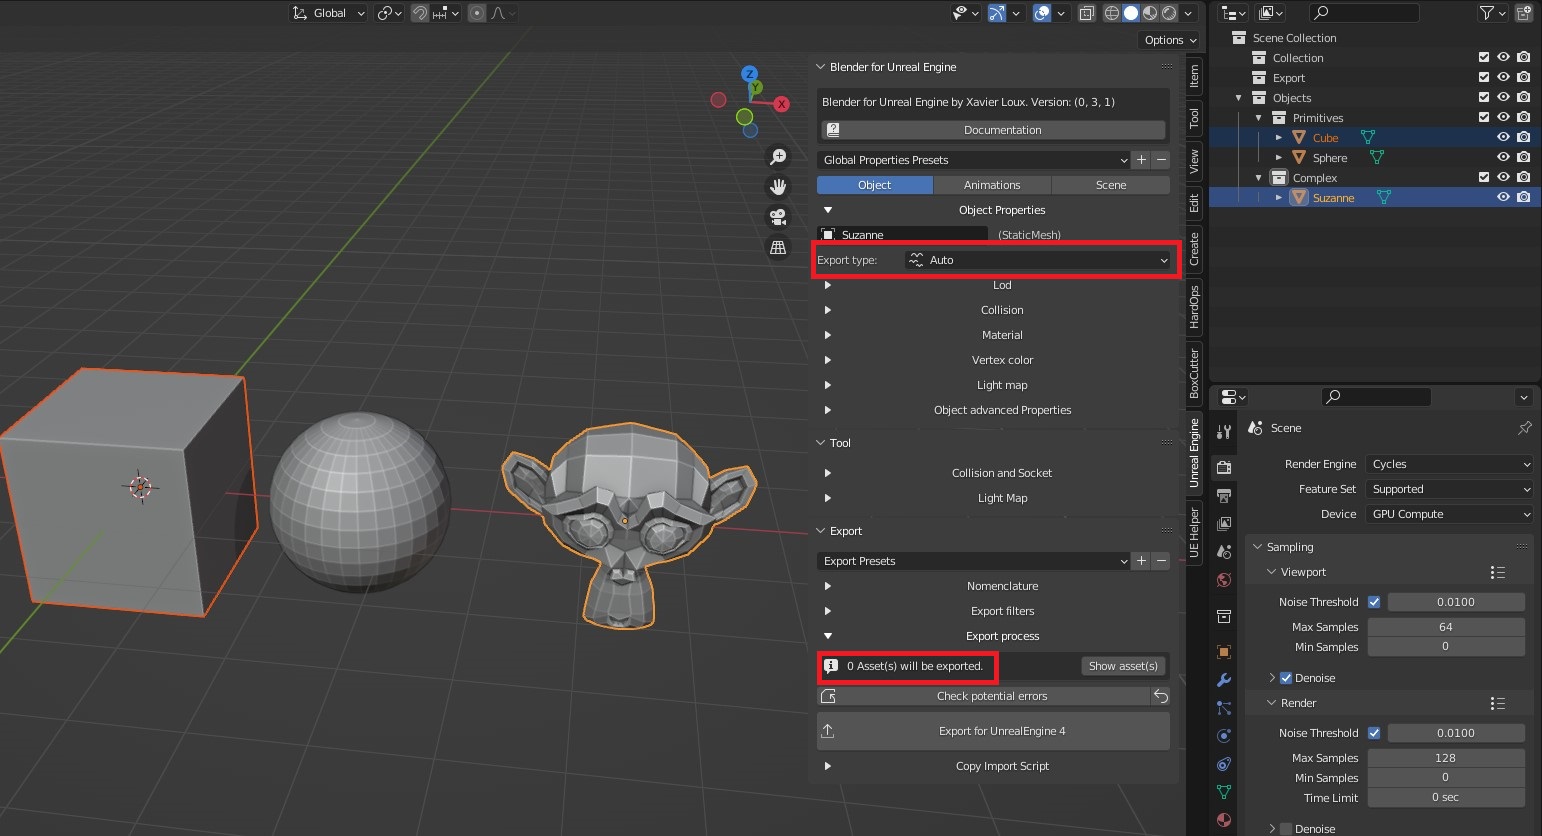 Global
Options
Blender for Unreal Engine
Blender for Unreal Engine by Xavier Loux. Version: (0, 3, 1)
Documentation
Global Properties Presets
Object Animations Scene
Object Properties
Suzanne (StaticMesh)
Export type: Auto
Lod
Collision
Material
Vertex color
Light map
Object advanced Properties
Tool
Collision and Socket
Light Map
Export
Export Presets
Nomenclature
Export filters
Export process
0 Asset(s) will be exported. Show asset(s)
Check potential errors
Export for UnrealEngine 4
Copy Import Script
Z
Y
X
Item
Tool
View
Edit
Create
HardOps
BoxCutter
Unreal Engine
UE Helper
Scene Collection
Collection
Export
Objects
Primitives
Cube
Sphere
Complex
Suzanne
Scene
Render Engine Cycles
Feature Set Supported
Device GPU Compute
Sampling
Viewport
Noise Threshold 0.0100
Max Samples 64
Min Samples 0
Denoise
Render
Noise Threshold 0.0100
Max Samples 128
Min Samples 0
Time Limit 0 sec
Denoise